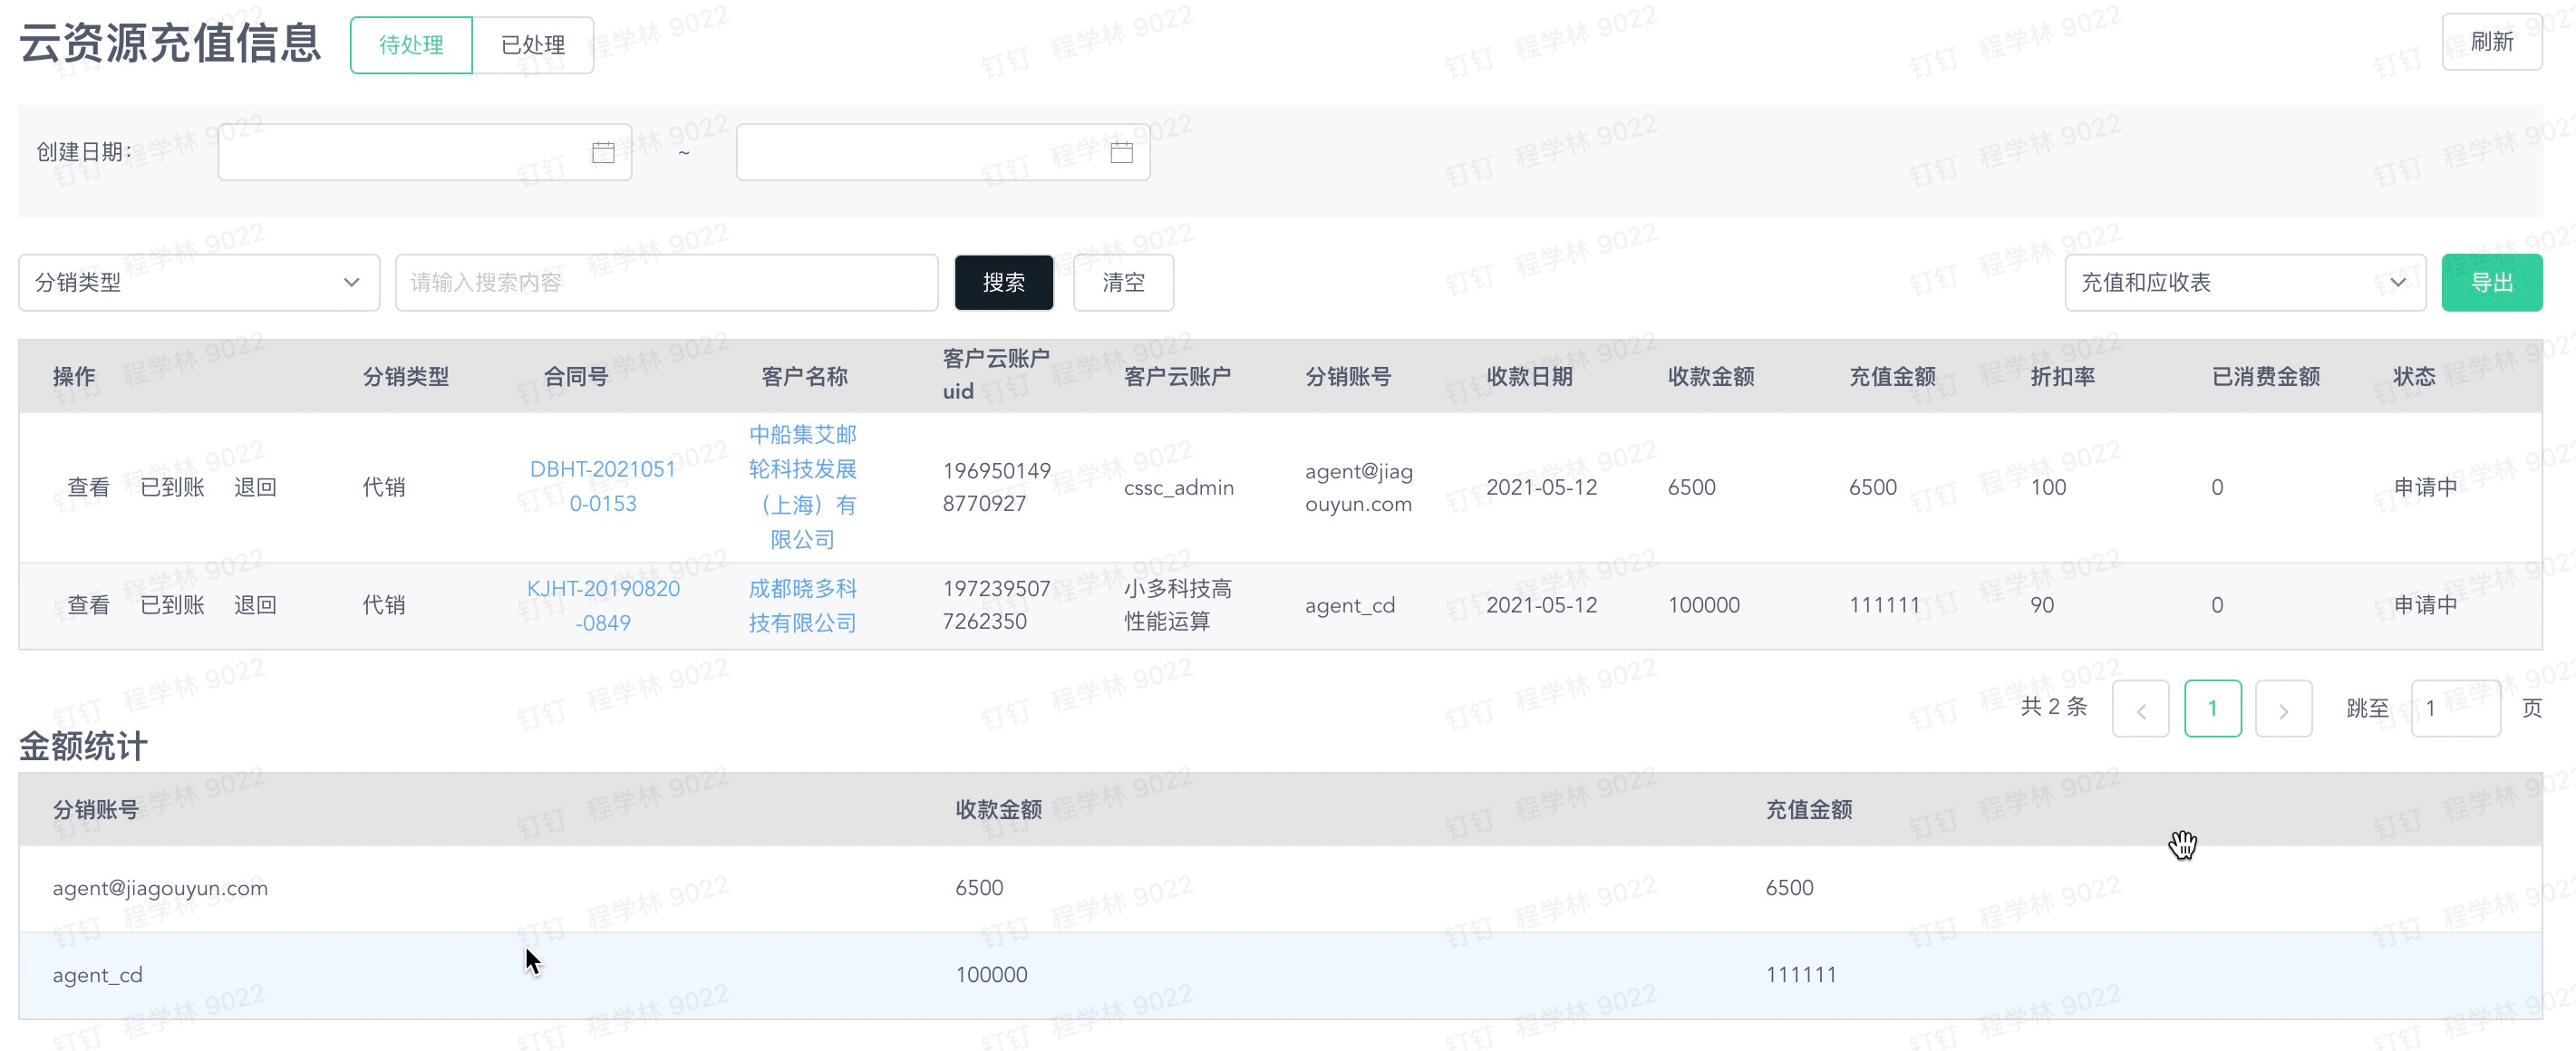 云资源充值信息 待处理 已处理 刷新
创建日期： ~
分销类型 请输入搜索内容 搜索 清空 充值和应收表 导出
操作 分销类型 合同号 客户名称 客户云账户 uid 客户云账户 分销账号 收款日期 收款金额 充值金额 折扣率 已消费金额 状态
查看 已到账 退回 代销 DBHT-2021051 0-0153 中船集艾邮 轮科技发展 （上海）有 限公司 196950149 8770927 cssc_admin agent@jiag ouyun.com 2021-05-12 6500 6500 100 0 申请中
查看 已到账 退回 代销 KJHT-20190820 -0849 成都晓多科 技有限公司 197239507 7262350 小多科技高 性能运算 agent_cd 2021-05-12 100000 111111 90 0 申请中
共 2 条 1 跳至 1 页
金额统计
分销账号 收款金额 充值金额
agent@jiagouyun.com 6500 6500
agent_cd 100000 111111
钉钉 程学林 9022